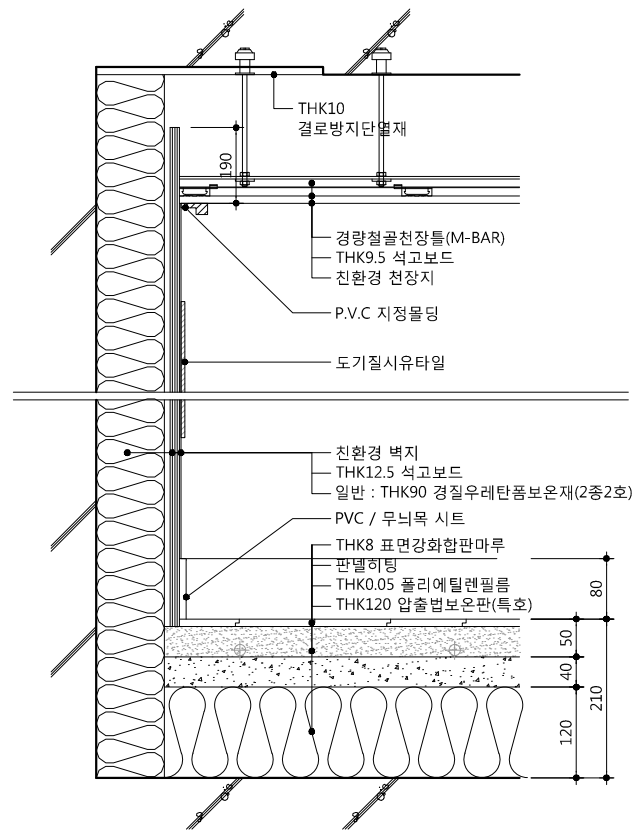 THK10
결로방지단열재
190
경량철골천장틀(M-BAR)
THK9.5 석고보드
친환경 천장지
P.V.C 지정몰딩
도기질시유타일
친환경 벽지
THK12.5 석고보드
일반 : THK90 경질우레탄폼보온재(2종2호)
PVC / 무늬목 시트
THK8 표면강화합판마루
판넬히팅
THK0.05 폴리에틸렌필름
THK120 압출법보온판(특호)
80
50
40
210
120